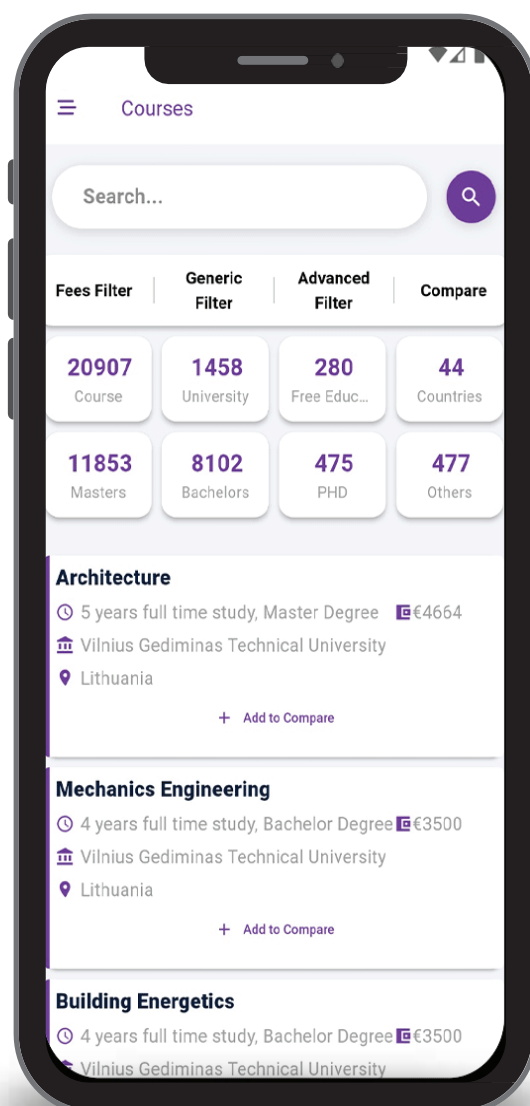 Courses
Search...
Fees Filter
Generic
Filter
Advanced
Filter
Compare
20907
Course
1458
University
280
Free Educ...
44
Countries
11853
Masters
8102
Bachelors
475
PHD
477
Others
Architecture
5 years full time study, Master Degree €4664
Vilnius Gediminas Technical University
Lithuania
+ Add to Compare
Mechanics Engineering
4 years full time study, Bachelor Degree €3500
Vilnius Gediminas Technical University
Lithuania
+ Add to Compare
Building Energetics
4 years full time study, Bachelor Degree €3500
Vilnius Gediminas Technical University